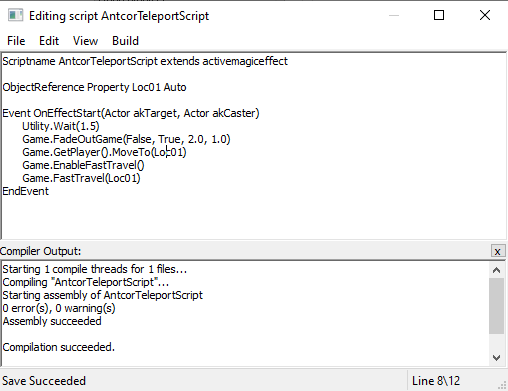 Editing script AntcorTeleportScript
File Edit View Build
Scriptname AntcorTeleportScript extends activemagiceffect
ObjectReference Property Loc01 Auto
Event OnEffectStart(Actor akTarget, Actor akCaster)
Utility.Wait(1.5)
Game.FadeOutGame(False, True, 2.0, 1.0)
Game.GetPlayer().MoveTo(Loc01)
Game.EnableFastTravel()
Game.FastTravel(Loc01)
EndEvent
Compiler Output:
x
Starting 1 compile threads for 1 files...
Compiling "AntcorTeleportScript"...
Starting assembly of AntcorTeleportScript
0 error(s), 0 warning(s)
Assembly succeeded
Compilation succeeded.
Save Succeeded
Line 8\12